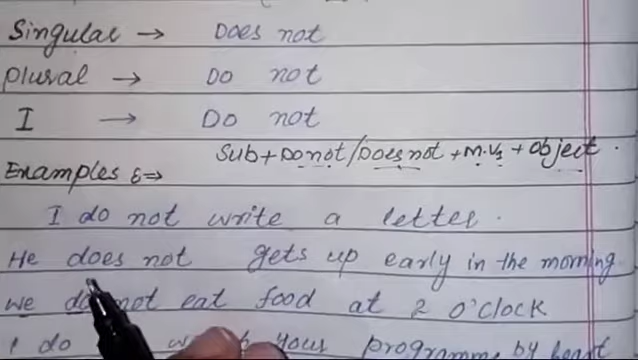 Singular → Does not
Plural → Do not
I → Do not
Sub + Do not / Does not + M.V₁ + Object.
Examples ⇒
I do not write a letter.
He does not gets up early in the morning
We do not eat food at 2 O'clock
I do your programme by heart